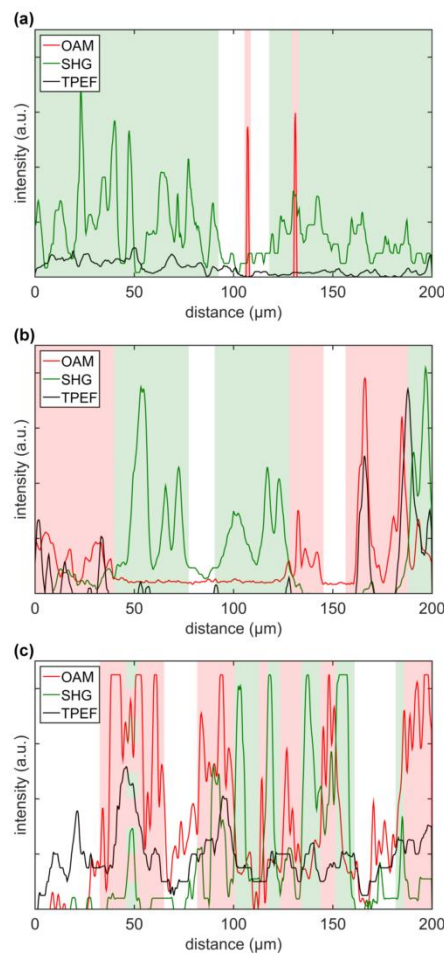 (a)
OAM
SHG
TPEF
intensity (a.u.)
0 50 100 150 200
distance (µm)
(b)
OAM
SHG
TPEF
intensity (a.u.)
0 50 100 150 200
distance (µm)
(c)
OAM
SHG
TPEF
intensity (a.u.)
0 50 100 150 200
distance (µm)